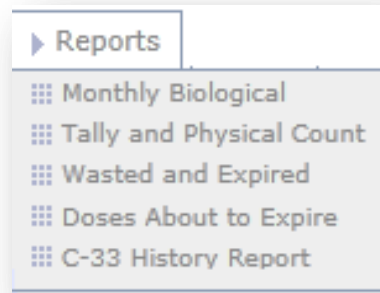 Reports
Monthly Biological
Tally and Physical Count
Wasted and Expired
Doses About to Expire
C-33 History Report